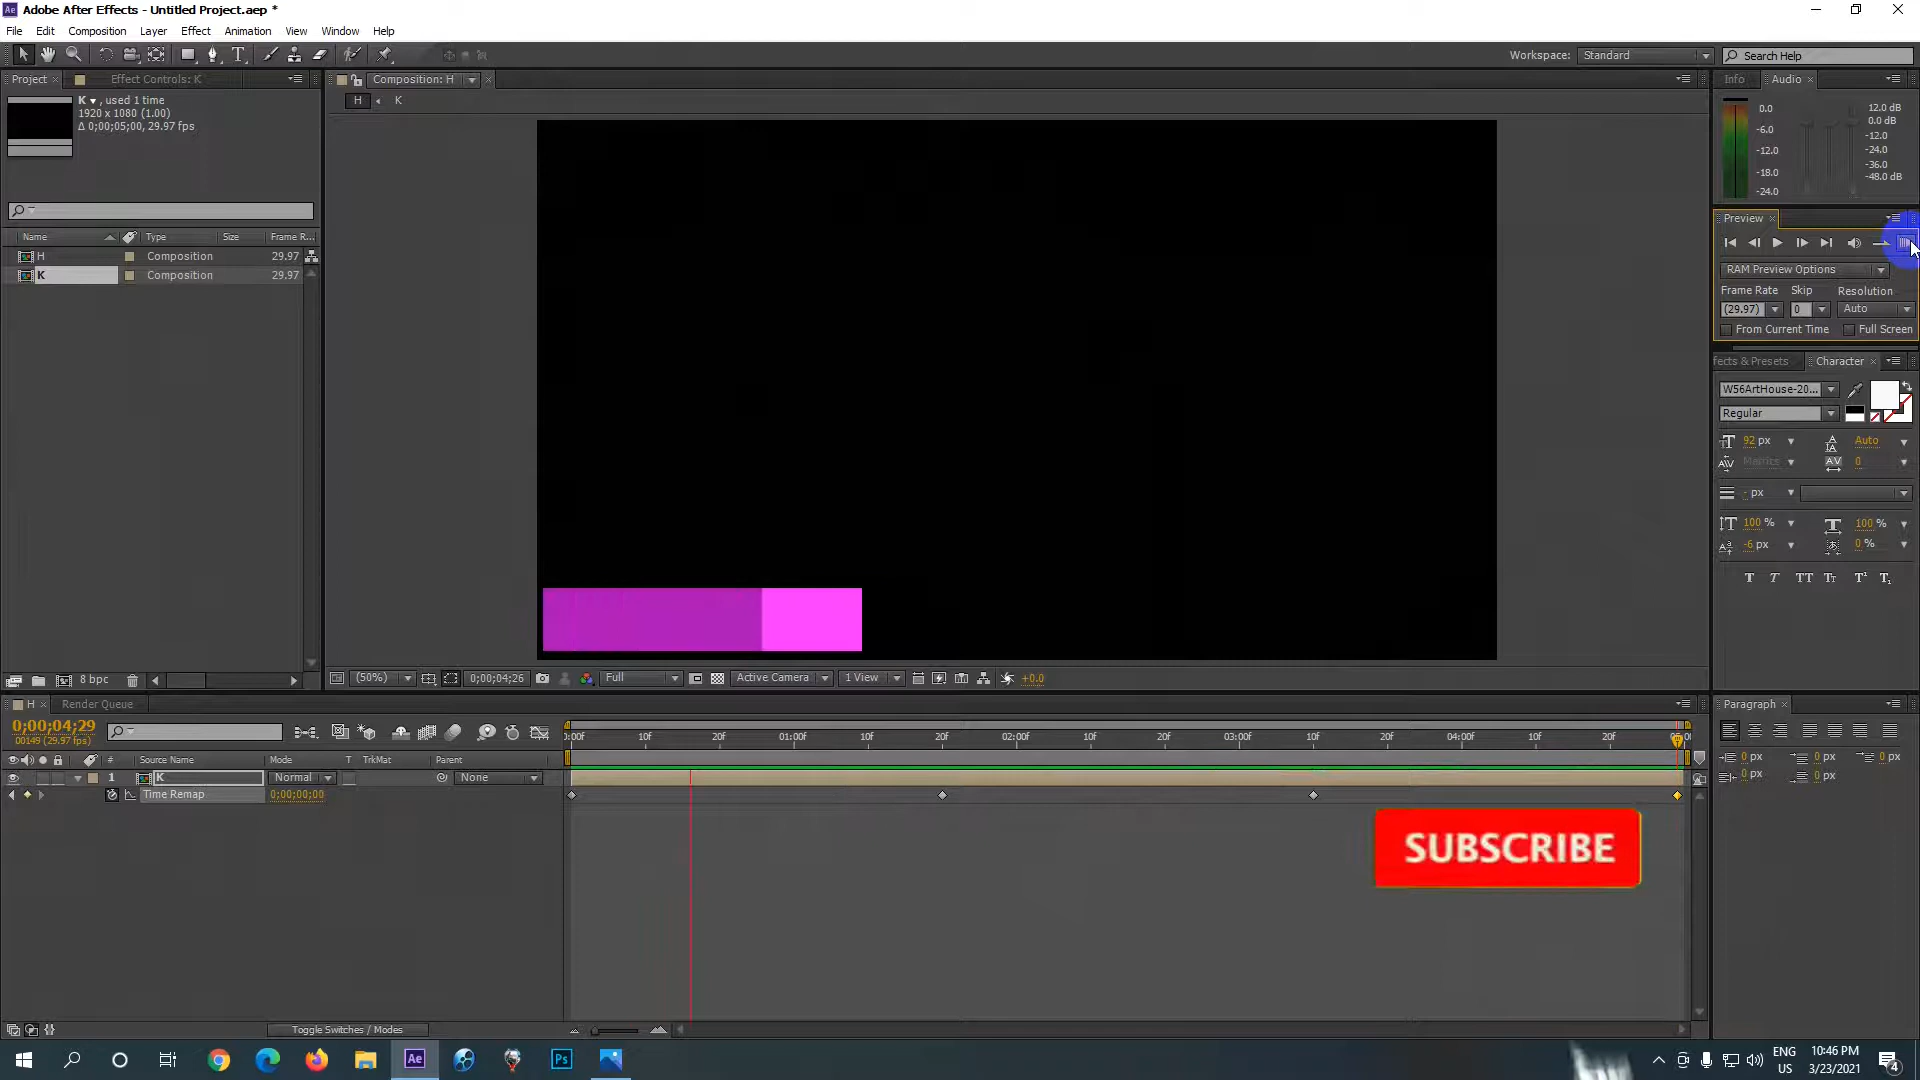 Adobe After Effects - Untitled Project.aep *
File Edit Composition Layer Effect Animation View Window Help
Workspace: Standard Search Help
Project Effect Controls: K Composition: H Info Audio
K , used 1 time
1920 x 1080 (1.00)
Δ 0;00;05;00, 29.97 fps
H K
0.0 12.0 dB
-6.0 0.0 dB
-12.0 -12.0
-18.0 -24.0
-24.0 -36.0
-48.0 dB
Preview
Name Type Size Frame R...
H Composition 29.97
K Composition 29.97
RAM Preview Options
Frame Rate Skip Resolution
(29.97) 0 Auto
From Current Time Full Screen
fects & Presets Character
W56ArtHouse-20...
Regular
92 px Auto
Metrics AV 0
- px
100 % 100 %
-6 px 0 %
T T TT Tr T¹ T₁
8 bpc
(50%) 0;00;04;26 Full Active Camera 1 View +0.0
H Render Queue Paragraph
0;00;04;29
00149 (29.97 fps)
):00f 10f 20f 01:00f 10f 20f 02:00f 10f 20f 03:00f 10f 20f 04:00f 10f 20f
# Source Name Mode T TrkMat Parent
1 K Normal None
Time Remap 0;00;00;00
0 px 0 px 0 px
0 px 0 px
SUBSCRIBE
Toggle Switches / Modes
Ae Ps
ENG
US
10:46 PM
3/23/2021
4